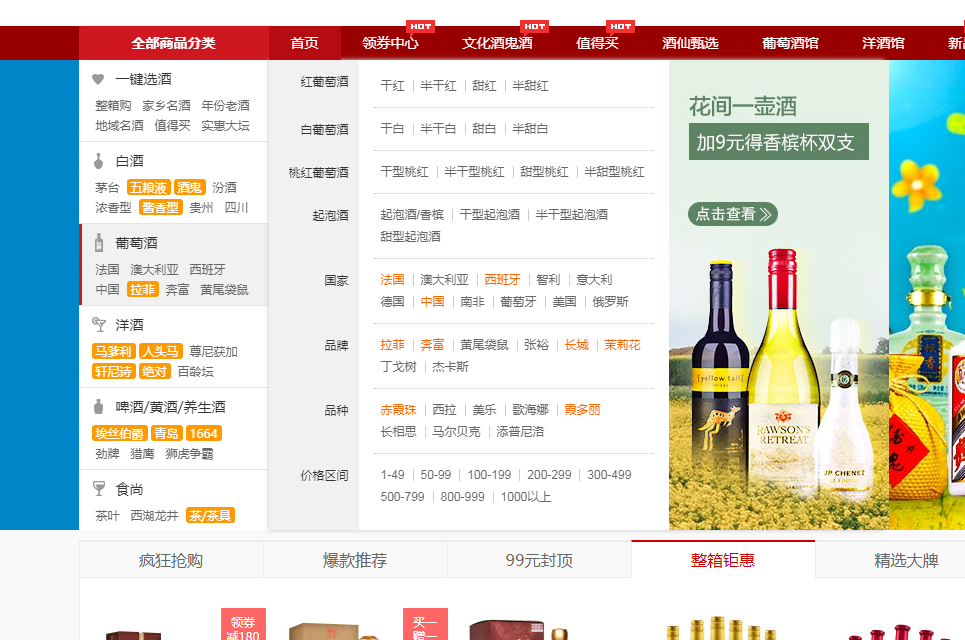 HOT HOT HOT
全部商品分类 首页 领券中心 文化酒鬼酒 值得买 酒仙甄选 葡萄酒馆 洋酒馆
一键选酒
整箱购 家乡名酒 年份老酒
地域名酒 值得买 实惠大坛
白酒
茅台 五粮液 酒鬼 汾酒
浓香型 酱香型 贵州 四川
葡萄酒
法国 澳大利亚 西班牙
中国 拉菲 奔富 黄尾袋鼠
洋酒
马爹利 人头马 尊尼获加
轩尼诗 绝对 百龄坛
啤酒/黄酒/养生酒
埃丝伯爵 青岛 1664
劲牌 猎鹰 狮虎争霸
食尚
茶叶 西湖龙井 茶/茶具
红葡萄酒 干红 半干红 甜红 半甜红
白葡萄酒 干白 半干白 甜白 半甜白
桃红葡萄酒 干型桃红 半干型桃红 甜型桃红 半甜型桃红
起泡酒 起泡酒/香槟 干型起泡酒 半干型起泡酒
甜型起泡酒
国家 法国 澳大利亚 西班牙 智利 意大利
德国 中国 南非 葡萄牙 美国 俄罗斯
品牌 拉菲 奔富 黄尾袋鼠 张裕 长城 茉莉花
丁戈树 杰卡斯
品种 赤霞珠 西拉 美乐 歌海娜 霞多丽
长相思 马尔贝克 添普尼洛
价格区间 1-49 50-99 100-199 200-299 300-499
500-799 800-999 1000以上
花间一壶酒
加9元得香槟杯双支
点击查看
[yellow tail]
RAWSON'S
RETREAT
J.P. CHENET
疯狂抢购 爆款推荐 99元封顶 整箱钜惠 精选大牌
领券
减180
买一
赠一